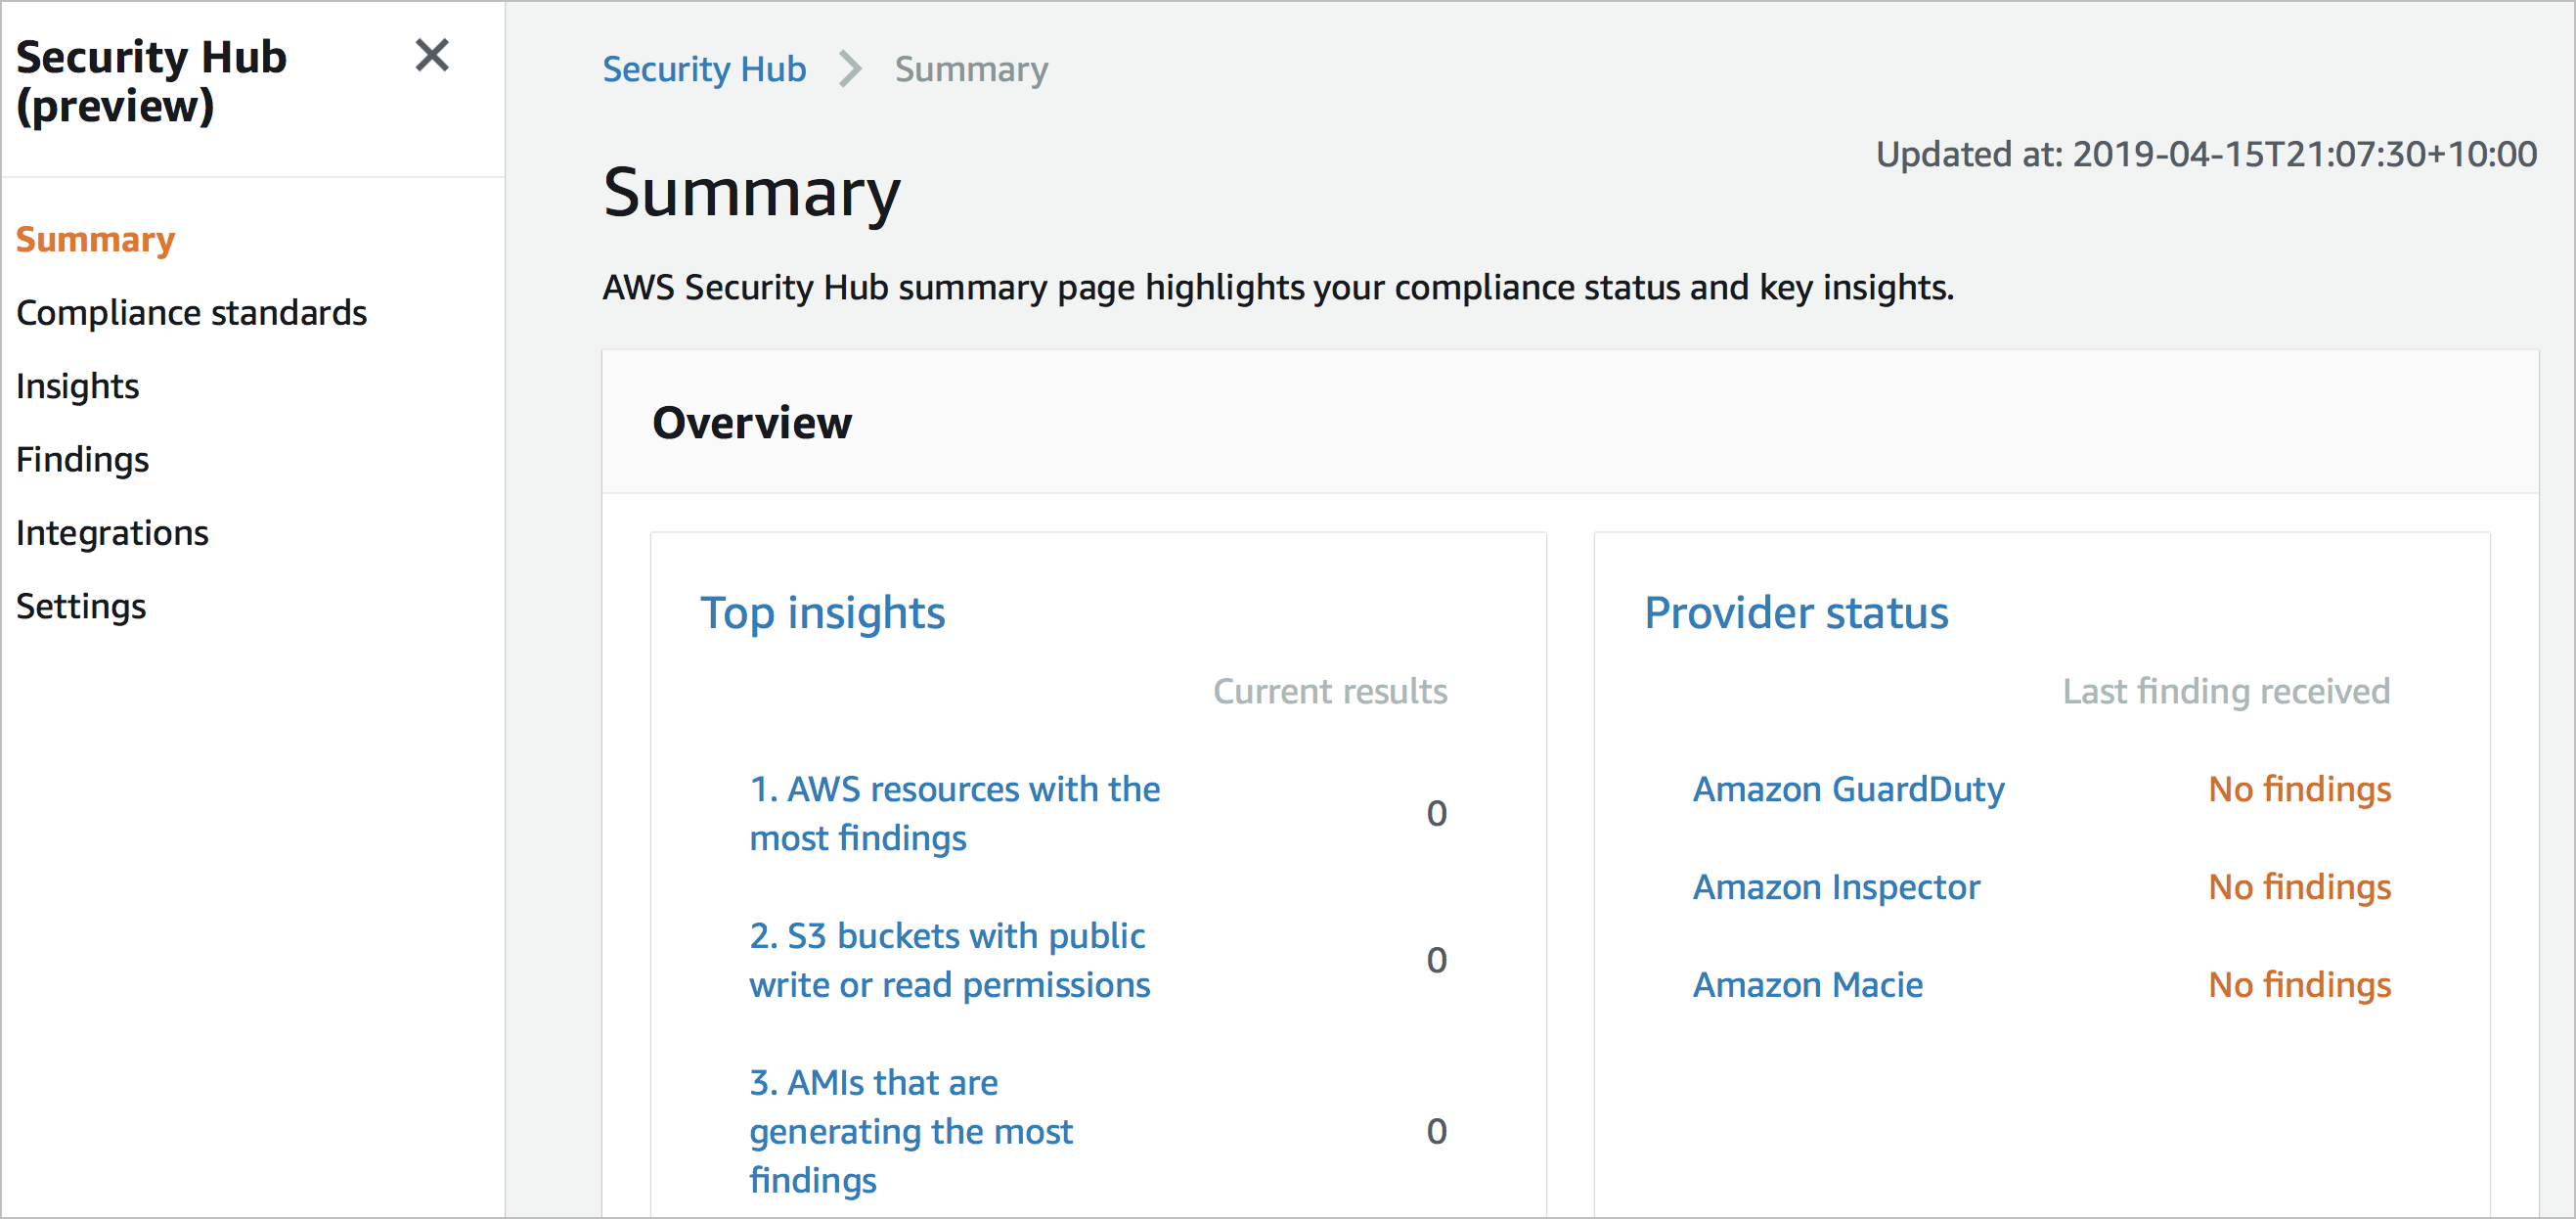 Security Hub
(preview)
Summary
Compliance standards
Insights
Findings
Integrations
Settings
Security Hub
Summary
Updated at: 2019-04-15T21:07:30+10:00
Summary
AWS Security Hub summary page highlights your compliance status and key insights.
Overview
Top insights
Current results
1. AWS resources with the
most findings
0
2. S3 buckets with public
write or read permissions
0
3. AMIs that are
generating the most
findings
0
Provider status
Last finding received
Amazon GuardDuty
No findings
Amazon Inspector
No findings
Amazon Macie
No findings